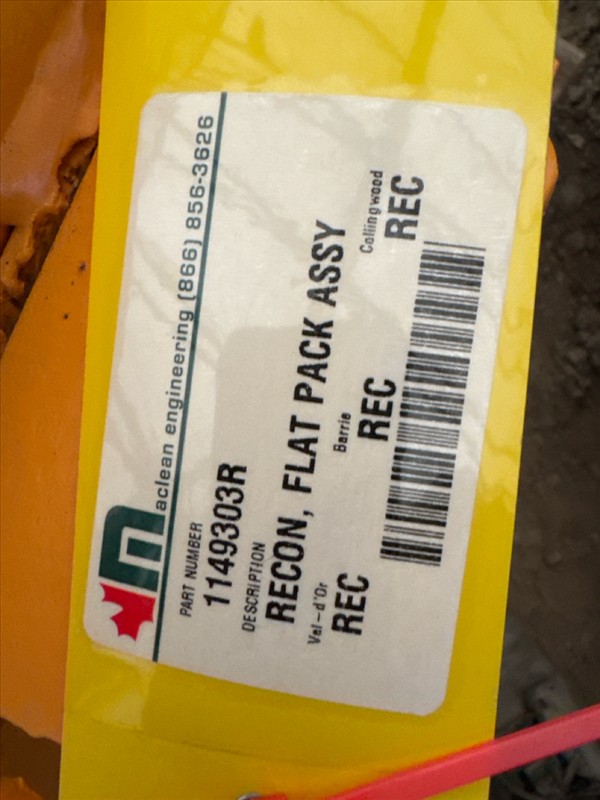 Maclean engineering (866) 856-3626
PART NUMBER
1149303R
DESCRIPTION
RECON, FLAT PACK ASSY
Val-d'Or Barrie Collingwood
REC REC REC